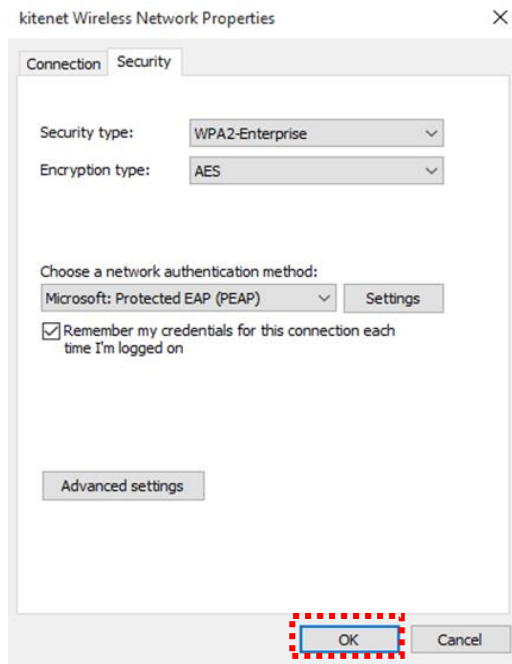 kitenet Wireless Network Properties
Connection Security
Security type: WPA2-Enterprise
Encryption type: AES
Choose a network authentication method:
Microsoft: Protected EAP (PEAP) Settings
Remember my credentials for this connection each
time I'm logged on
Advanced settings
OK Cancel